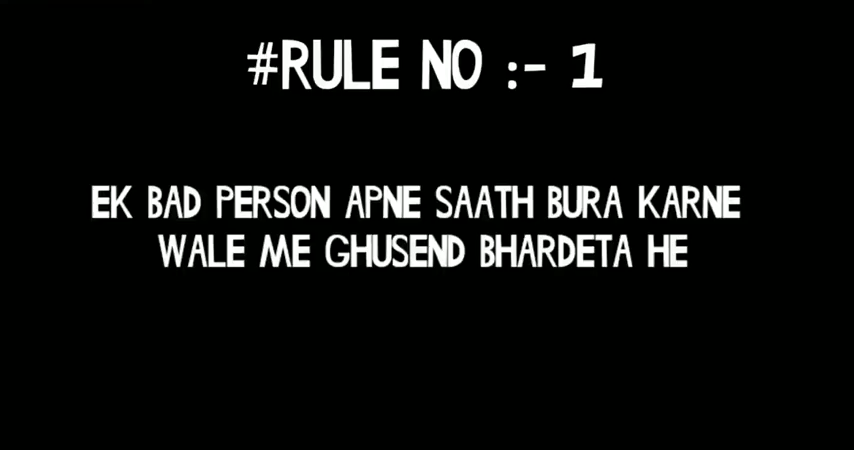 #RULE NO :- 1
EK BAD PERSON APNE SAATH BURA KARNE
WALE ME GHUSEND BHARDETA HE